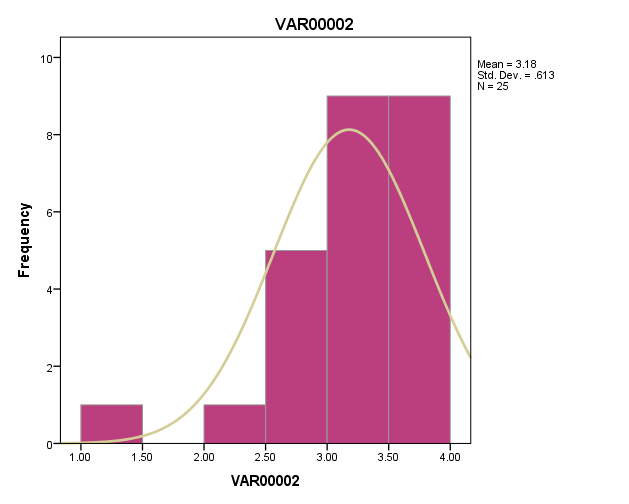 VAR00002
Mean = 3.18
Std. Dev. = .613
N = 25
10
8
6
4
2
0
Frequency
1.00 1.50 2.00 2.50 3.00 3.50 4.00
VAR00002